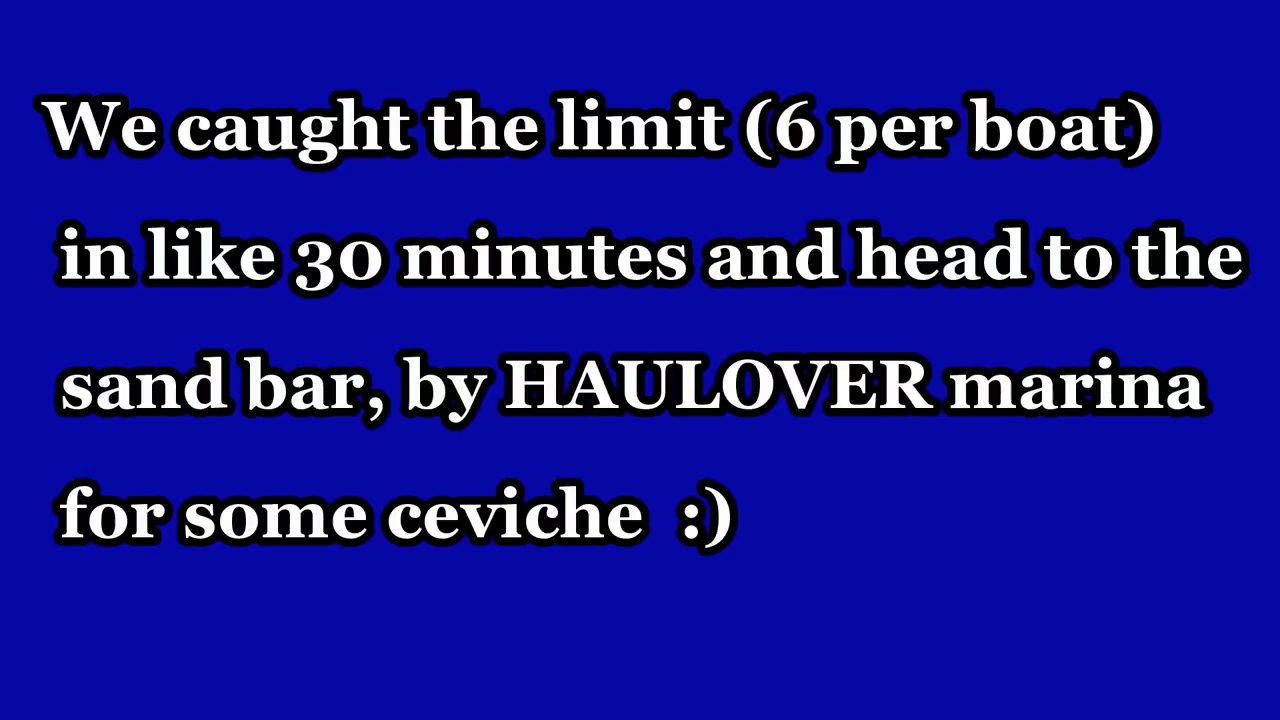 We caught the limit (6 per boat)
in like 30 minutes and head to the
sand bar, by HAULOVER marina
for some ceviche :)